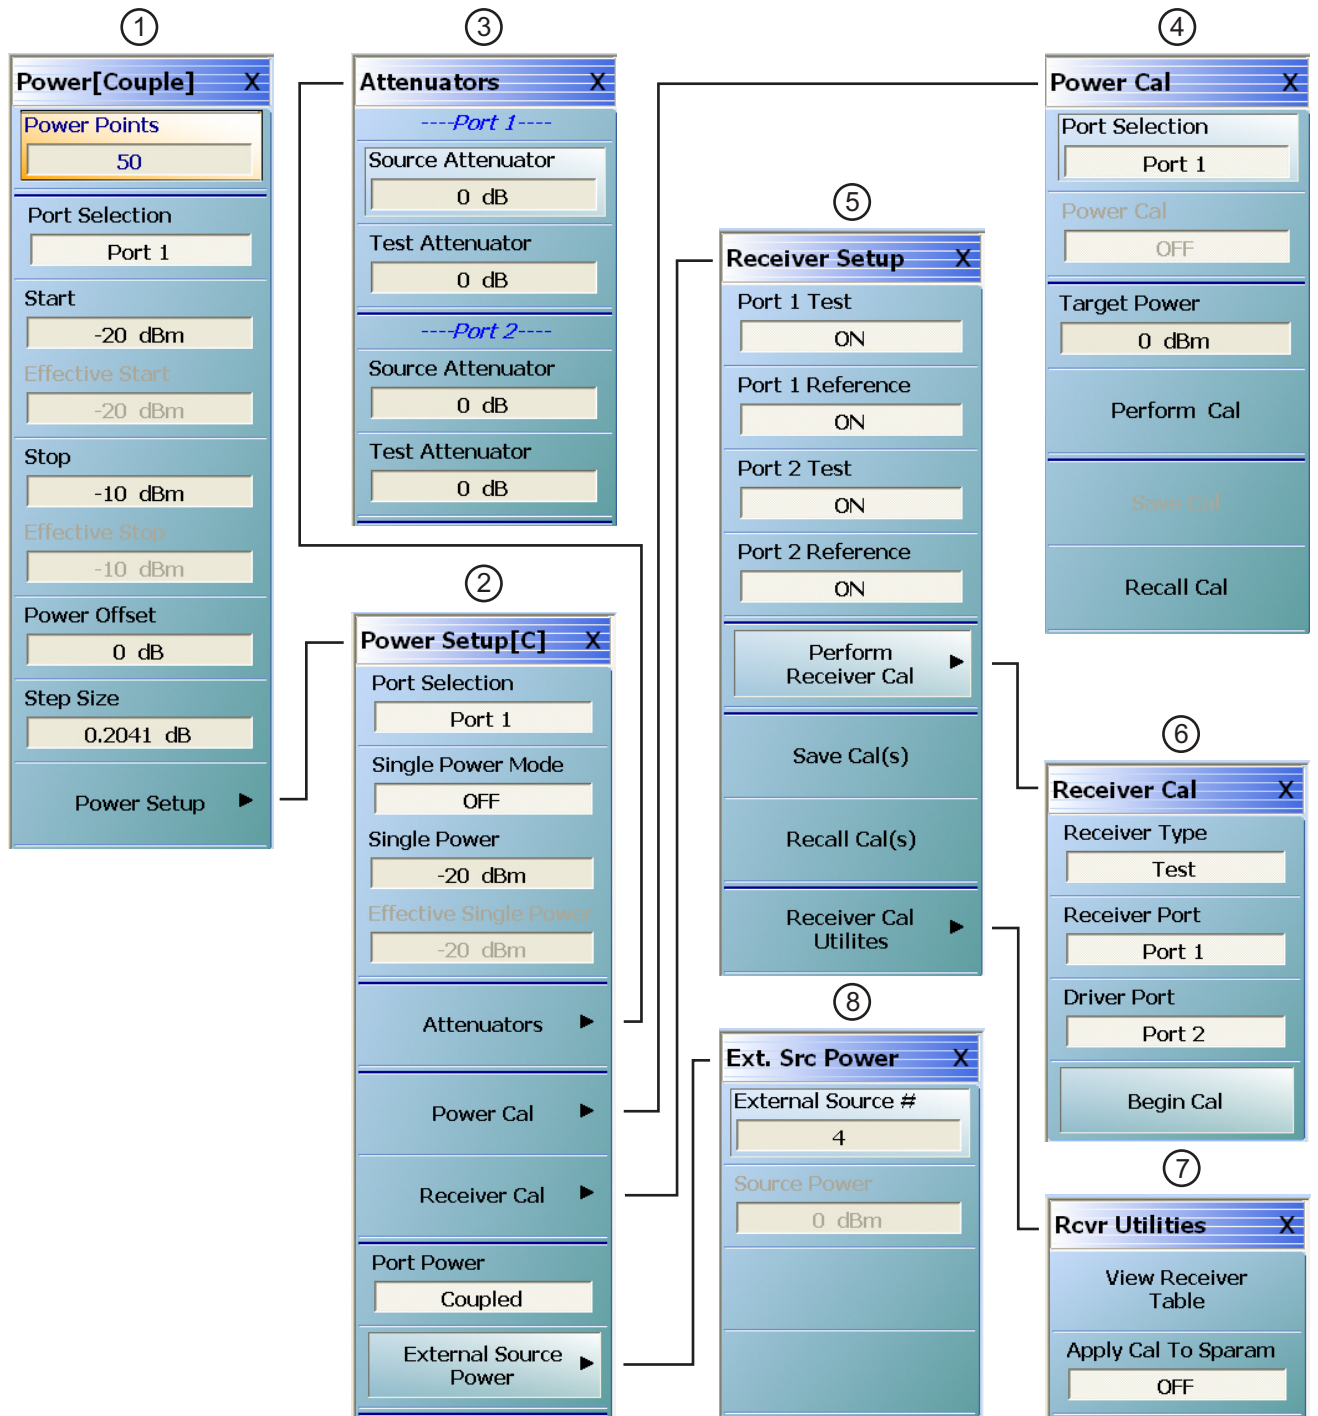 1
Power[Couple] X
Power Points
50
Port Selection
Port 1
Start
-20 dBm
Effective Start
-20 dBm
Stop
-10 dBm
Effective Stop
-10 dBm
Power Offset
0 dB
Step Size
0.2041 dB
Power Setup
3
Attenuators X
----Port 1----
Source Attenuator
0 dB
Test Attenuator
0 dB
----Port 2----
Source Attenuator
0 dB
Test Attenuator
0 dB
2
Power Setup[C] X
Port Selection
Port 1
Single Power Mode
OFF
Single Power
-20 dBm
Effective Single Power
-20 dBm
Attenuators
Power Cal
Receiver Cal
Port Power
Coupled
External Source
Power
5
Receiver Setup X
Port 1 Test
ON
Port 1 Reference
ON
Port 2 Test
ON
Port 2 Reference
ON
Perform
Receiver Cal
Save Cal(s)
Recall Cal(s)
Receiver Cal
Utilites
8
Ext. Src Power X
External Source #
4
Source Power
0 dBm
4
Power Cal X
Port Selection
Port 1
Power Cal
OFF
Target Power
0 dBm
Perform Cal
Save Cal
Recall Cal
6
Receiver Cal X
Receiver Type
Test
Receiver Port
Port 1
Driver Port
Port 2
Begin Cal
7
Rcvr Utilities X
View Receiver
Table
Apply Cal To Sparam
OFF